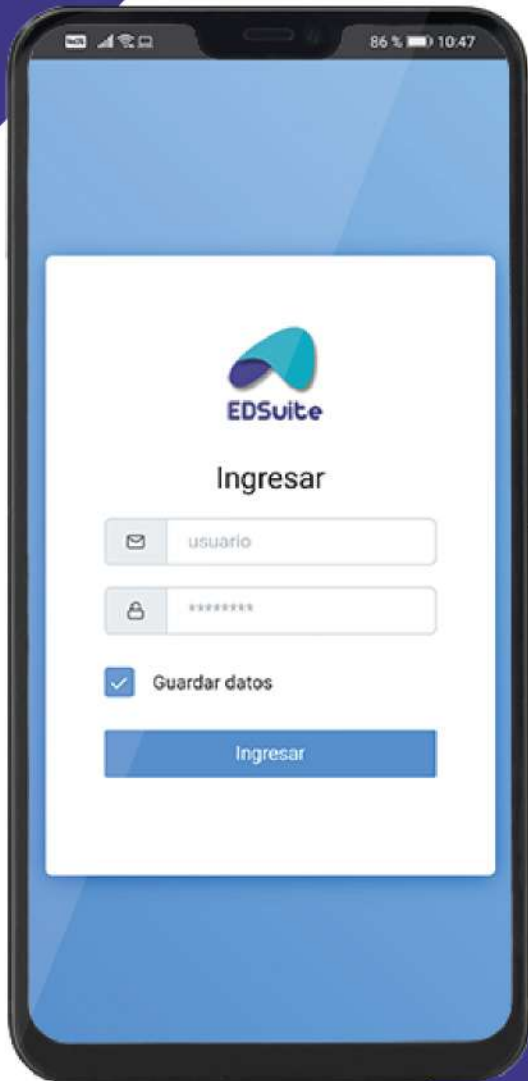 86 % 10:47
EDSuite
Ingresar
usuario
********
Guardar datos
Ingresar